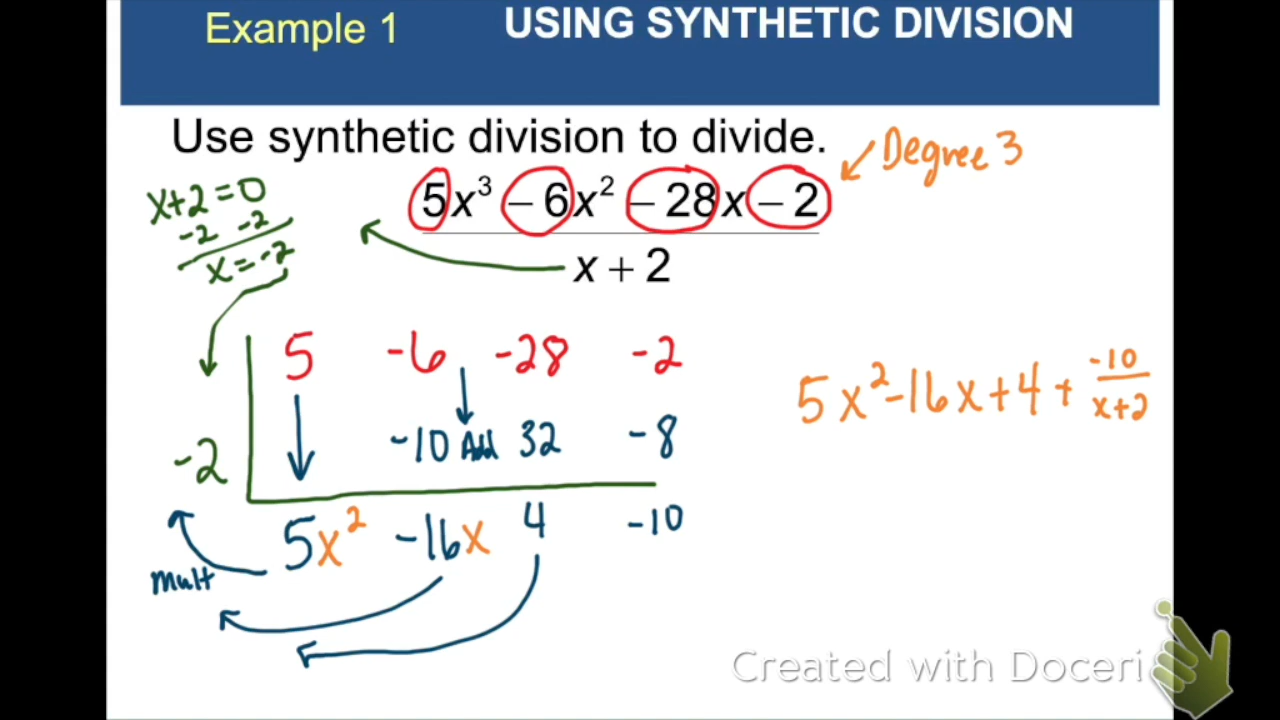 Example 1 USING SYNTHETIC DIVISION
Use synthetic division to divide.
Degree 3
5x³ – 6x² – 28x – 2
x + 2
x+2=0
-2 -2
x=-2
5 -6 -28 -2
-10 Add 32 -8
-2
5x² -16x 4 -10
mult
5x²-16x+4+ -10
x+2
Created with Doceri